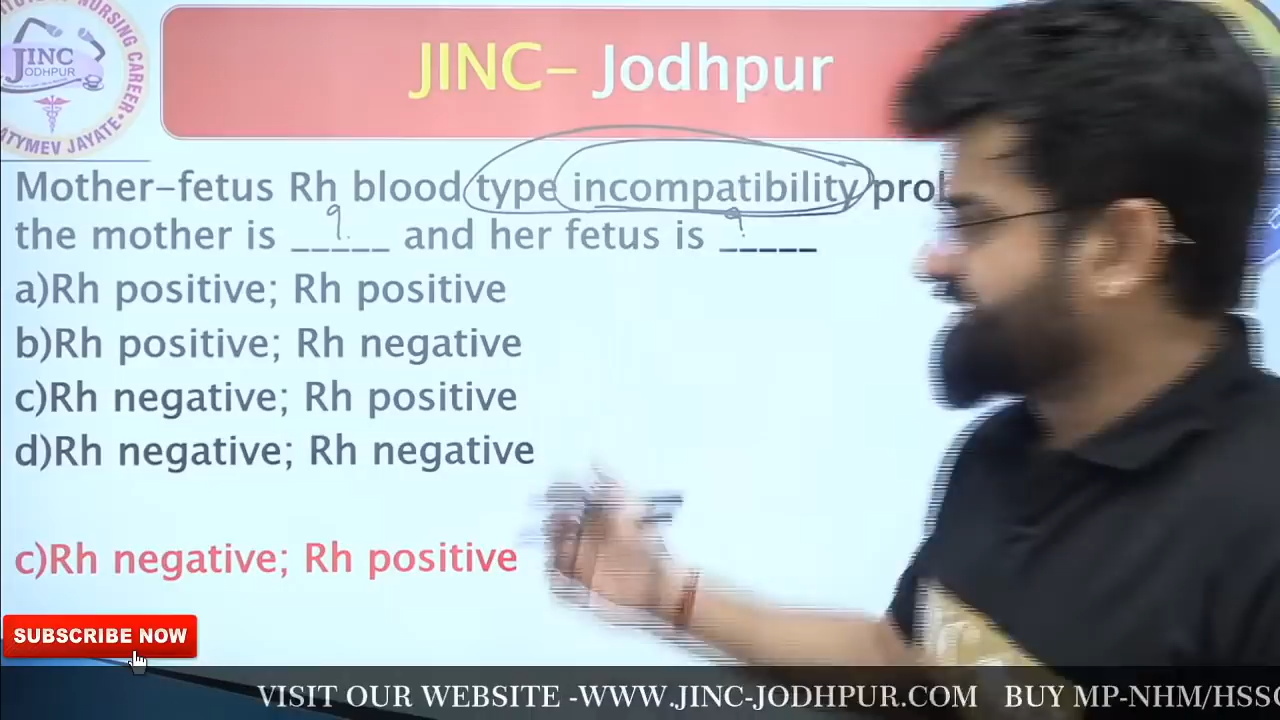 JINC- Jodhpur
JINC
JODHPUR
NURSING CAREER
SATYMEV JAYATE
Mother-fetus Rh blood type incompatibility
the mother is _____ and her fetus is _____
a)Rh positive; Rh positive
b)Rh positive; Rh negative
c)Rh negative; Rh positive
d)Rh negative; Rh negative
c)Rh negative; Rh positive
SUBSCRIBE NOW
VISIT OUR WEBSITE -WWW.JINC-JODHPUR.COM BUY MP-NHM/HSSC